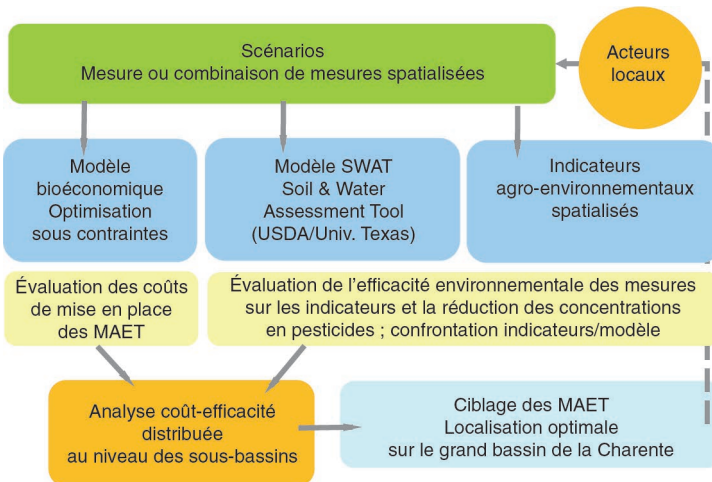 Scénarios
Mesure ou combinaison de mesures spatialisées
Acteurs
locaux
Modèle
bioéconomique
Optimisation
sous contraintes
Modèle SWAT
Soil & Water
Assessment Tool
(USDA/Univ. Texas)
Indicateurs
agro-environnementaux
spatialisés
Évaluation des coûts
de mise en place
des MAET
Évaluation de l’efficacité environnementale des mesures
sur les indicateurs et la réduction des concentrations
en pesticides ; confrontation indicateurs/modèle
Analyse coût-efficacité
distribuée
au niveau des sous-bassins
Ciblage des MAET
Localisation optimale
sur le grand bassin de la Charente